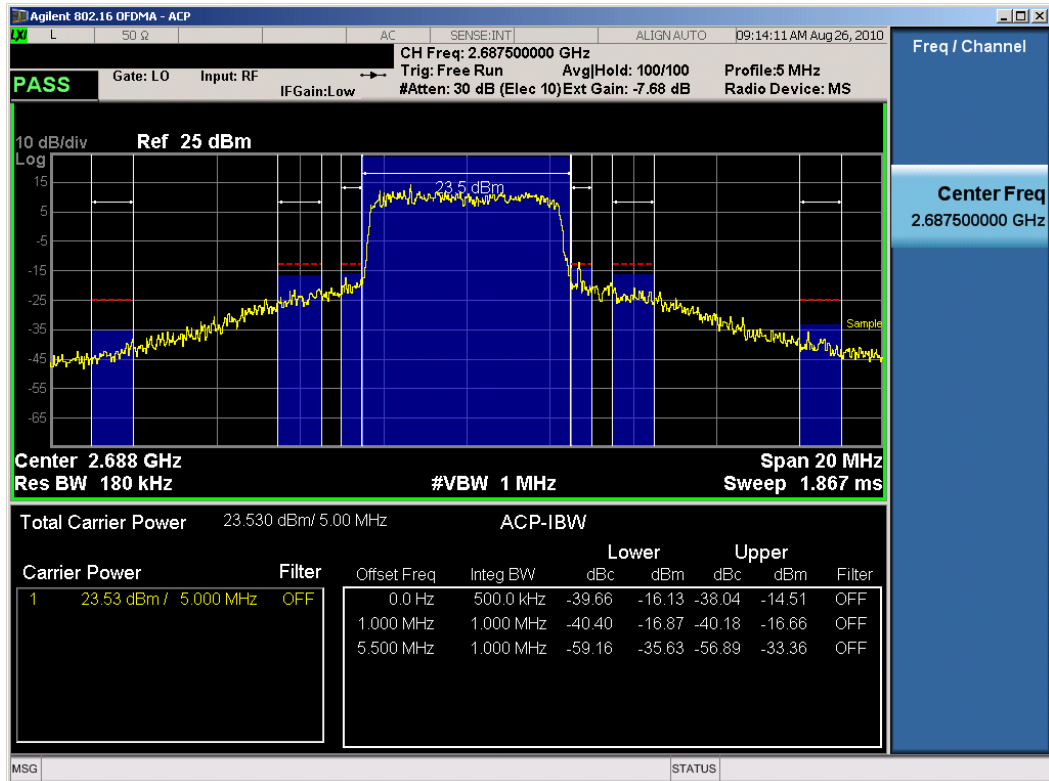 Agilent 802.16 OFDMA - ACP
LXI L 50 Ω AC SENSE:INT ALIGN AUTO 09:14:11 AM Aug 26, 2010
CH Freq: 2.687500000 GHz
Gate: LO Input: RF Trig: Free Run Avg|Hold: 100/100 Profile:5 MHz
PASS IFGain:Low #Atten: 30 dB (Elec 10) Ext Gain: -7.68 dB Radio Device: MS
Freq / Channel
Center Freq
2.687500000 GHz
10 dB/div Ref 25 dBm
Log
15
5
-5
-15
-25
-35
-45
-55
-65
23.5 dBm
Sample
Center 2.688 GHz Span 20 MHz
Res BW 180 kHz #VBW 1 MHz Sweep 1.867 ms
Total Carrier Power 23.530 dBm/ 5.00 MHz ACP-IBW
Lower Upper
Carrier Power Filter Offset Freq Integ BW dBc dBm dBc dBm Filter
1 23.53 dBm / 5.000 MHz OFF 0.0 Hz 500.0 kHz -39.66 -16.13 -38.04 -14.51 OFF
1.000 MHz 1.000 MHz -40.40 -16.87 -40.18 -16.66 OFF
5.500 MHz 1.000 MHz -59.16 -35.63 -56.89 -33.36 OFF
MSG STATUS